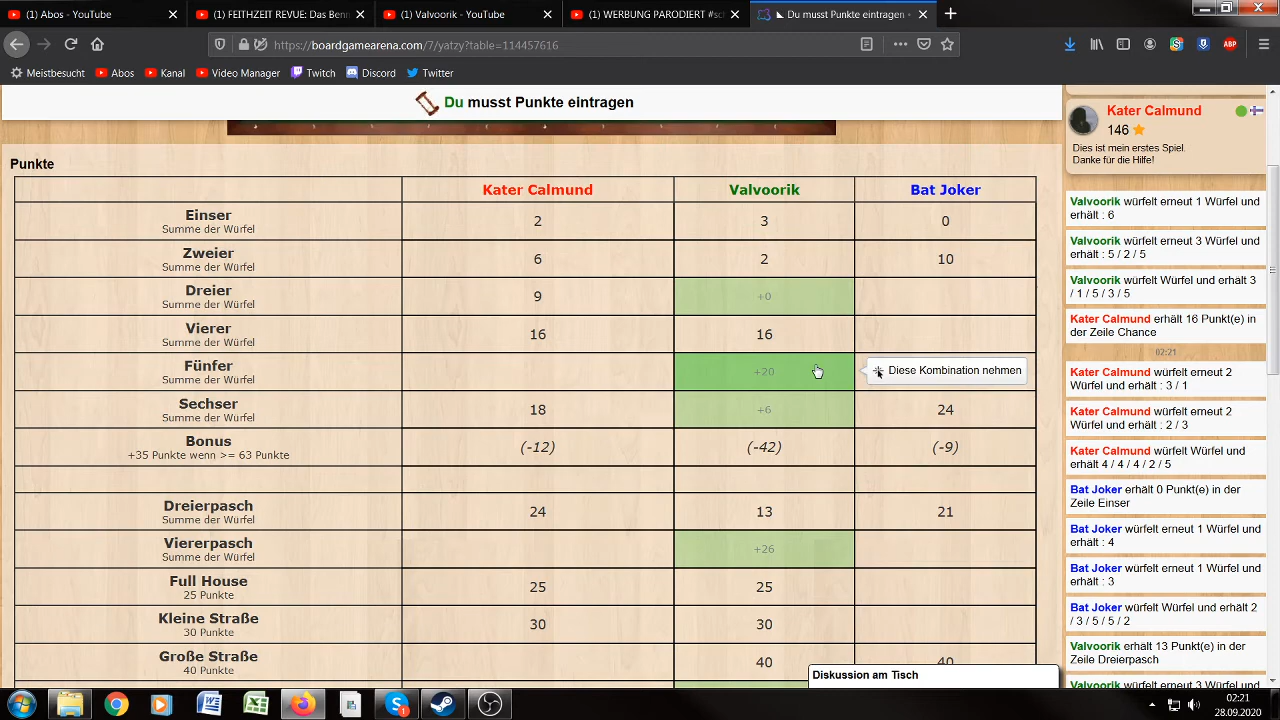 (1) Abos - YouTube
(1) FEITHZEIT REVUE: Das Benn
(1) Valvoorik - YouTube
(1) WERBUNG PARODIERT #sc
◣ Du musst Punkte eintragen
https://boardgamearena.com/7/yatzy?table=114457616
Meistbesucht Abos Kanal Video Manager Twitch Discord Twitter
ABP
Du musst Punkte eintragen
Punkte
Kater Calmund Valvoorik Bat Joker
Einser
Summe der Würfel
2 3 0
Zweier
Summe der Würfel
6 2 10
Dreier
Summe der Würfel
9 +0
Vierer
Summe der Würfel
16 16
Fünfer
Summe der Würfel
+20
Diese Kombination nehmen
Sechser
Summe der Würfel
18 +6 24
Bonus
+35 Punkte wenn >= 63 Punkte
(-12) (-42) (-9)
Dreierpasch
Summe der Würfel
24 13 21
Viererpasch
Summe der Würfel
+26
Full House
25 Punkte
25 25
Kleine Straße
30 Punkte
30 30
Große Straße
40 Punkte
40 40
Diskussion am Tisch
Kater Calmund
146
Dies ist mein erstes Spiel.
Danke für die Hilfe!
Valvoorik würfelt erneut 1 Würfel und
erhält : 6
Valvoorik würfelt erneut 3 Würfel und
erhält : 5 / 2 / 5
Valvoorik würfelt Würfel und erhält 3
/ 1 / 5 / 3 / 5
Kater Calmund erhält 16 Punkt(e) in
der Zeile Chance
02:21
Kater Calmund würfelt erneut 2
Würfel und erhält : 3 / 1
Kater Calmund würfelt erneut 2
Würfel und erhält : 2 / 3
Kater Calmund würfelt Würfel und
erhält 4 / 4 / 4 / 2 / 5
Bat Joker erhält 0 Punkt(e) in der
Zeile Einser
Bat Joker würfelt erneut 1 Würfel und
erhält : 4
Bat Joker würfelt erneut 1 Würfel und
erhält : 3
Bat Joker würfelt Würfel und erhält 2
/ 3 / 5 / 5 / 2
Valvoorik erhält 13 Punkt(e) in der
Zeile Dreierpasch
Valvoorik würfelt erneut 3 Würfel und
02:21
28.09.2020